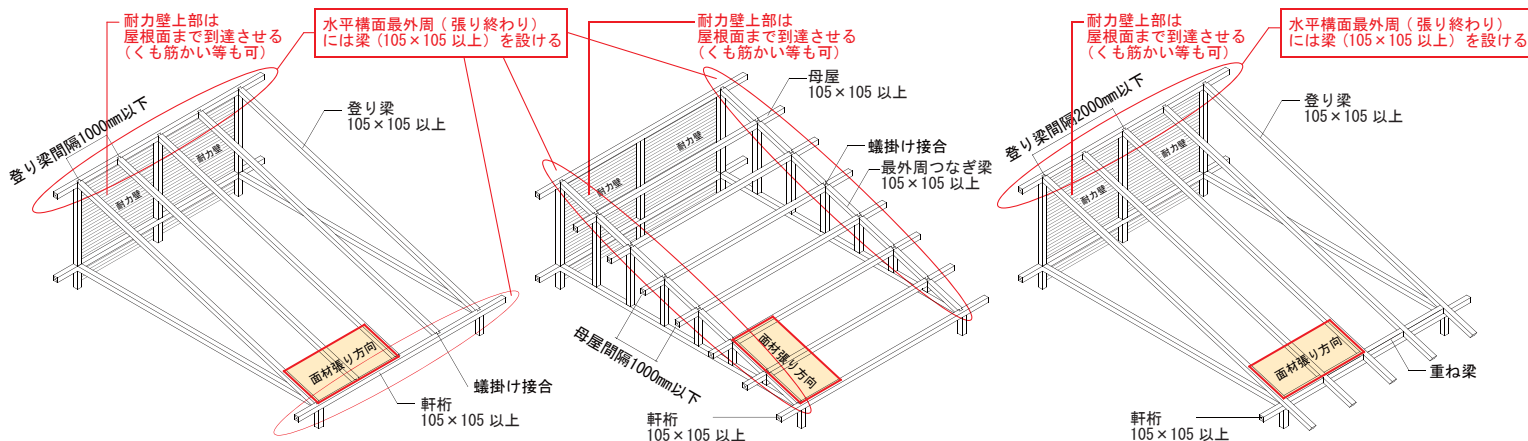 耐力壁上部は
屋根面まで到達させる
(くも筋かい等も可)
水平構面最外周（張り終わり）
には梁（105×105 以上）を設ける
登り梁間隔1000mm以下
登り梁
105×105 以上
耐力壁
耐力壁
面材張り方向
蟻掛け接合
軒桁
105×105 以上
耐力壁上部は
屋根面まで到達させる
(くも筋かい等も可)
母屋
105×105 以上
耐力壁
耐力壁
蟻掛け接合
最外周つなぎ梁
105×105 以上
母屋間隔1000mm以下
面材張り方向
軒桁
105×105 以上
耐力壁上部は
屋根面まで到達させる
(くも筋かい等も可)
水平構面最外周（張り終わり）
には梁（105×105 以上）を設ける
登り梁間隔2000mm以下
登り梁
105×105 以上
耐力壁
耐力壁
面材張り方向
重ね梁
軒桁
105×105 以上